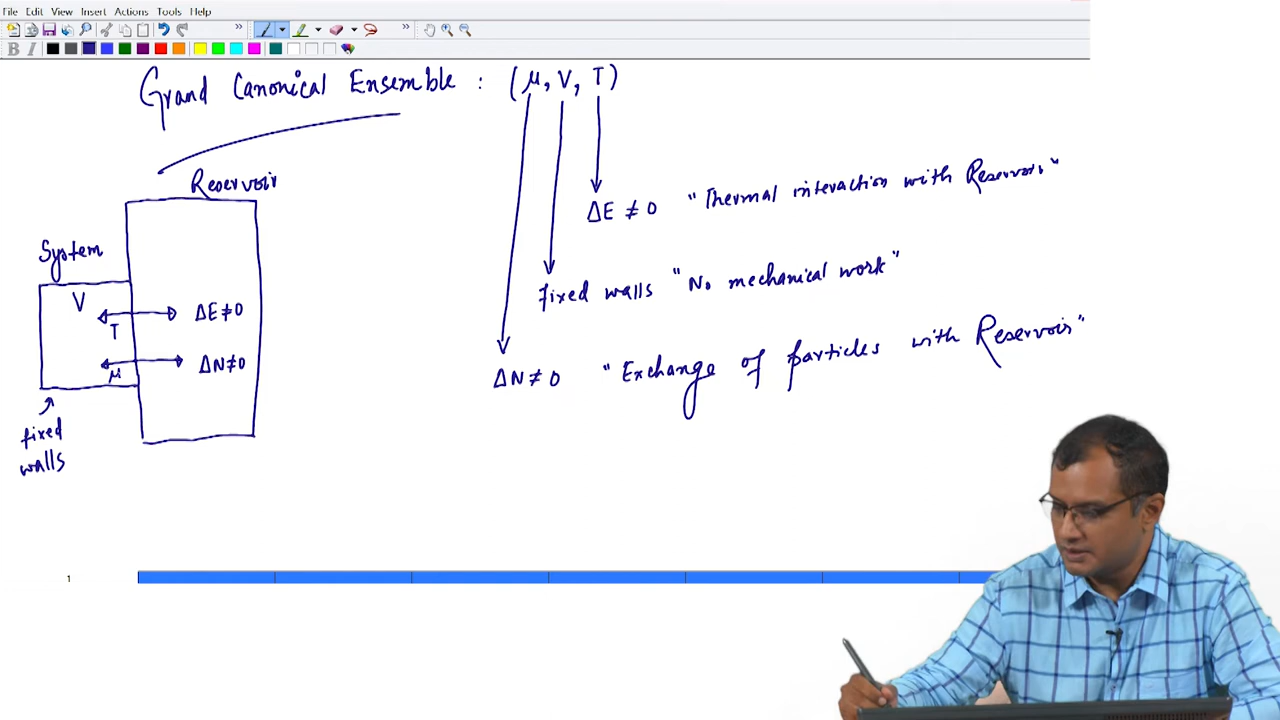 File Edit View Insert Actions Tools Help
» »
B I
Grand Canonical Ensemble : (μ, V, T)
Reservoir
ΔE ≠ 0 "Thermal interaction with Reservoir"
System
V
ΔE ≠ 0
fixed walls "No mechanical work"
T
ΔN ≠ 0
μ
ΔN ≠ 0 "Exchange of particles with Reservoir"
fixed
walls
1